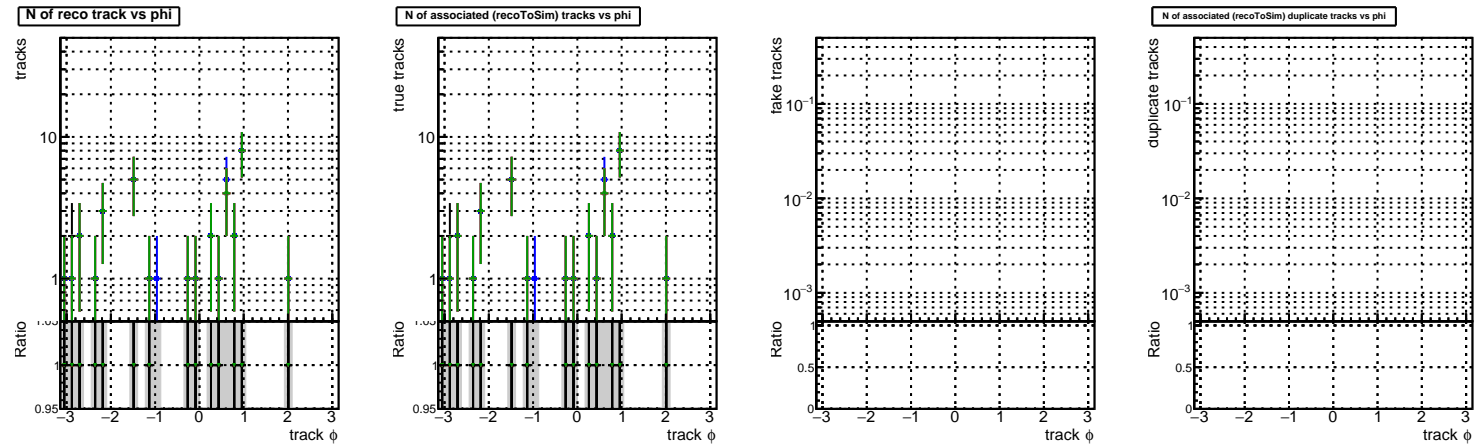 N of reco track vs phi
tracks
10
1
Ratio
1
0.95
−3 −2 −1 0 1 2 3
track ϕ
N of associated (recoToSim) tracks vs phi
true tracks
10
1
Ratio
1
0.95
−3 −2 −1 0 1 2 3
track ϕ
fake tracks
10−1
10−2
10−3
Ratio
1
0.5
0
−3 −2 −1 0 1 2 3
track ϕ
N of associated (recoToSim) duplicate tracks vs phi
duplicate tracks
10−1
10−2
10−3
Ratio
1
0.5
0
−3 −2 −1 0 1 2 3
track ϕ